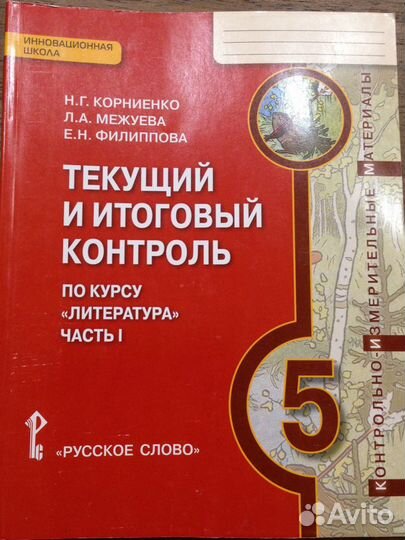 ИННОВАЦИОННАЯ
ШКОЛА
Н.Г. КОРНИЕНКО
Л.А. МЕЖУЕВА
Е.Н. ФИЛИППОВА
ТЕКУЩИЙ
И ИТОГОВЫЙ
КОНТРОЛЬ
ПО КУРСУ
«ЛИТЕРАТУРА»
ЧАСТЬ I
5
КОНТРОЛЬНО-ИЗМЕРИТЕЛЬНЫЕ МАТЕРИАЛЫ
Рс
«РУССКОЕ СЛОВО»
Avito